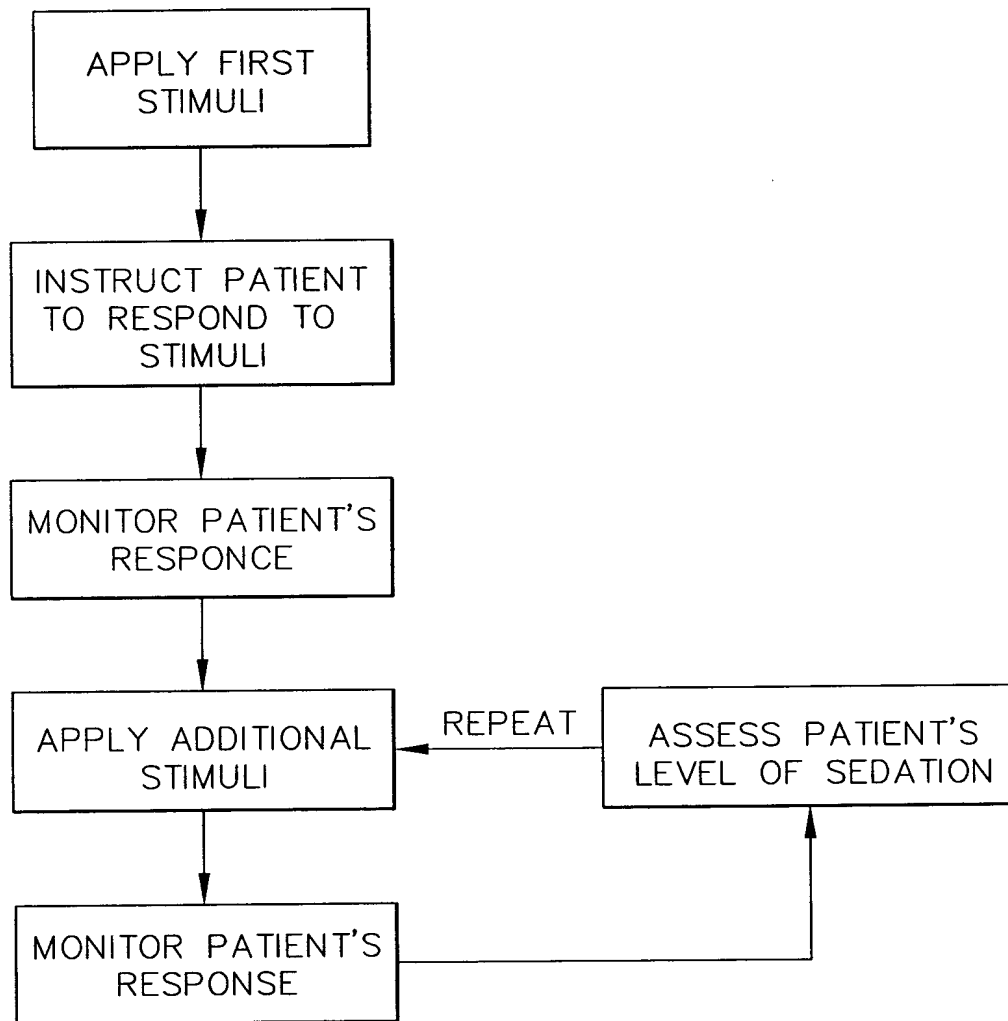 APPLY FIRST
STIMULI
INSTRUCT PATIENT
TO RESPOND TO
STIMULI
MONITOR PATIENT'S
RESPONCE
APPLY ADDITIONAL
STIMULI
REPEAT
ASSESS PATIENT'S
LEVEL OF SEDATION
MONITOR PATIENT'S
RESPONSE